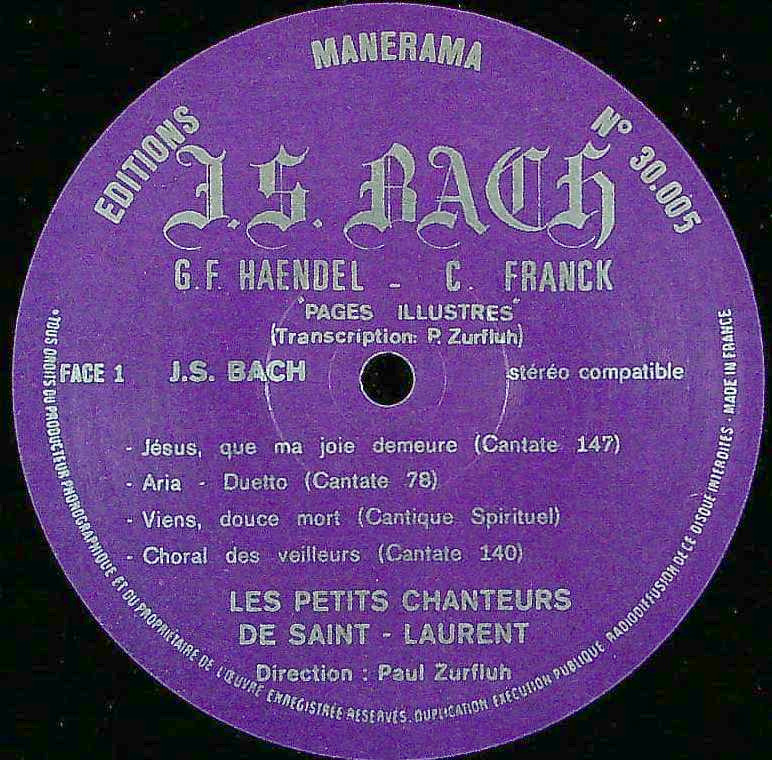 EDITIONS MANERAMA N° 30.005
J.S. BACH
G.F. HAENDEL - C. FRANCK
"PAGES ILLUSTRES"
(Transcription: P. Zurfluh)
FACE 1 J.S. BACH stéréo compatible
- Jésus, que ma joie demeure (Cantate 147)
- Aria - Duetto (Cantate 78)
- Viens, douce mort (Cantique Spirituel)
- Choral des veilleurs (Cantate 140)
LES PETITS CHANTEURS
DE SAINT - LAURENT
Direction : Paul Zurfluh
•TOUS DROITS DU PRODUCTEUR PHONOGRAPHIQUE ET DU PROPRIETAIRE DE L'ŒUVRE ENREGISTRÉE RESERVÉS. DUPLICATION EXÉCUTION PUBLIQUE RADIODIFFUSION DE CE DISQUE INTERDITES - MADE IN FRANCE